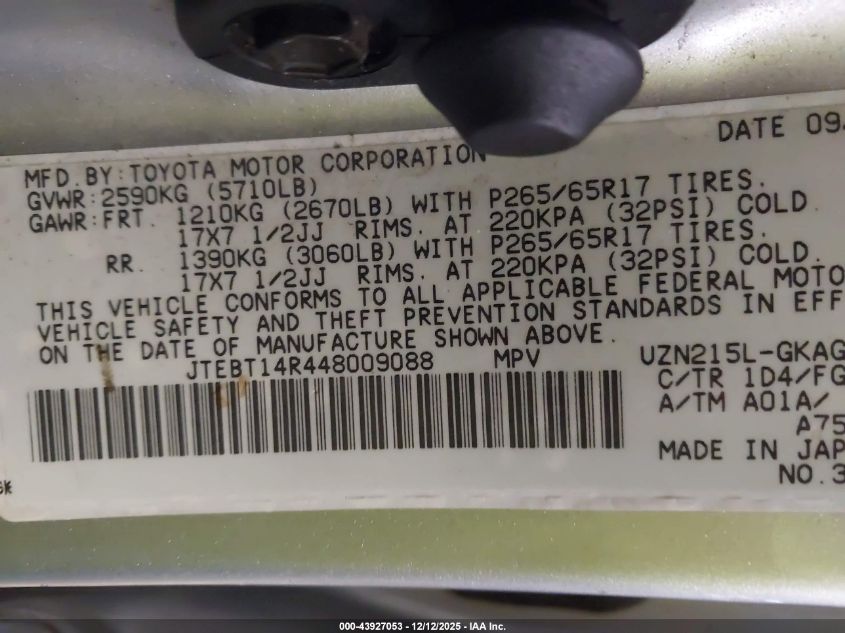 DATE 09
MFD. BY: TOYOTA MOTOR CORPORATION
GVWR: 2590KG (5710LB)
GAWR: FRT. 1210KG (2670LB) WITH P265/65R17 TIRES.
17X7 1/2JJ RIMS. AT 220KPA (32PSI) COLD.
RR. 1390KG (3060LB) WITH P265/65R17 TIRES.
17X7 1/2JJ RIMS. AT 220KPA (32PSI) COLD.
THIS VEHICLE CONFORMS TO ALL APPLICABLE FEDERAL MOTO
VEHICLE SAFETY AND THEFT PREVENTION STANDARDS IN EFF
ON THE DATE OF MANUFACTURE SHOWN ABOVE.
JTEBT14R448009088 MPV UZN215L-GKAG
C/TR 1D4/FG
A/TM A01A/
A75
MADE IN JAP
NO.3
000-43927053 - 12/12/2025 - IAA Inc.